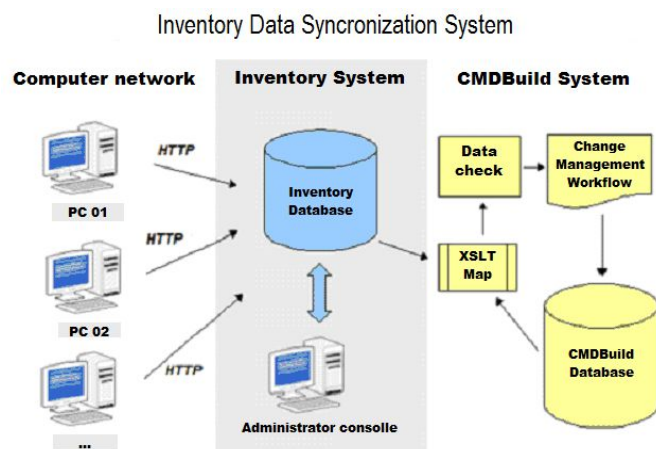 Inventory Data Syncronization System
Computer network
Inventory System
CMDBuild System
HTTP
PC 01
HTTP
PC 02
HTTP
...
Inventory
Database
Administrator consolle
Data
check
Change
Management
Workflow
XSLT
Map
CMDBuild
Database